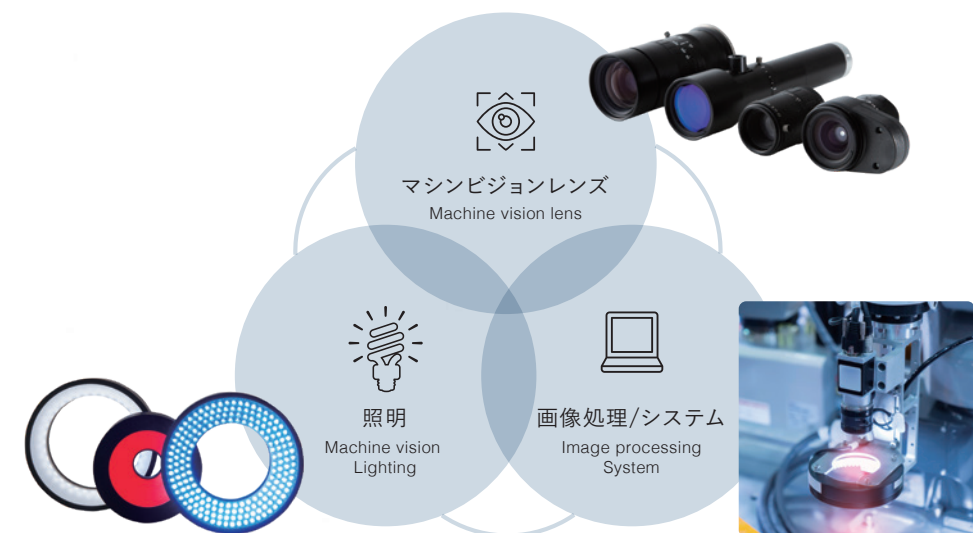 マシンビジョンレンズ
Machine vision lens
照明
Machine vision
Lighting
画像処理/システム
Image processing
System